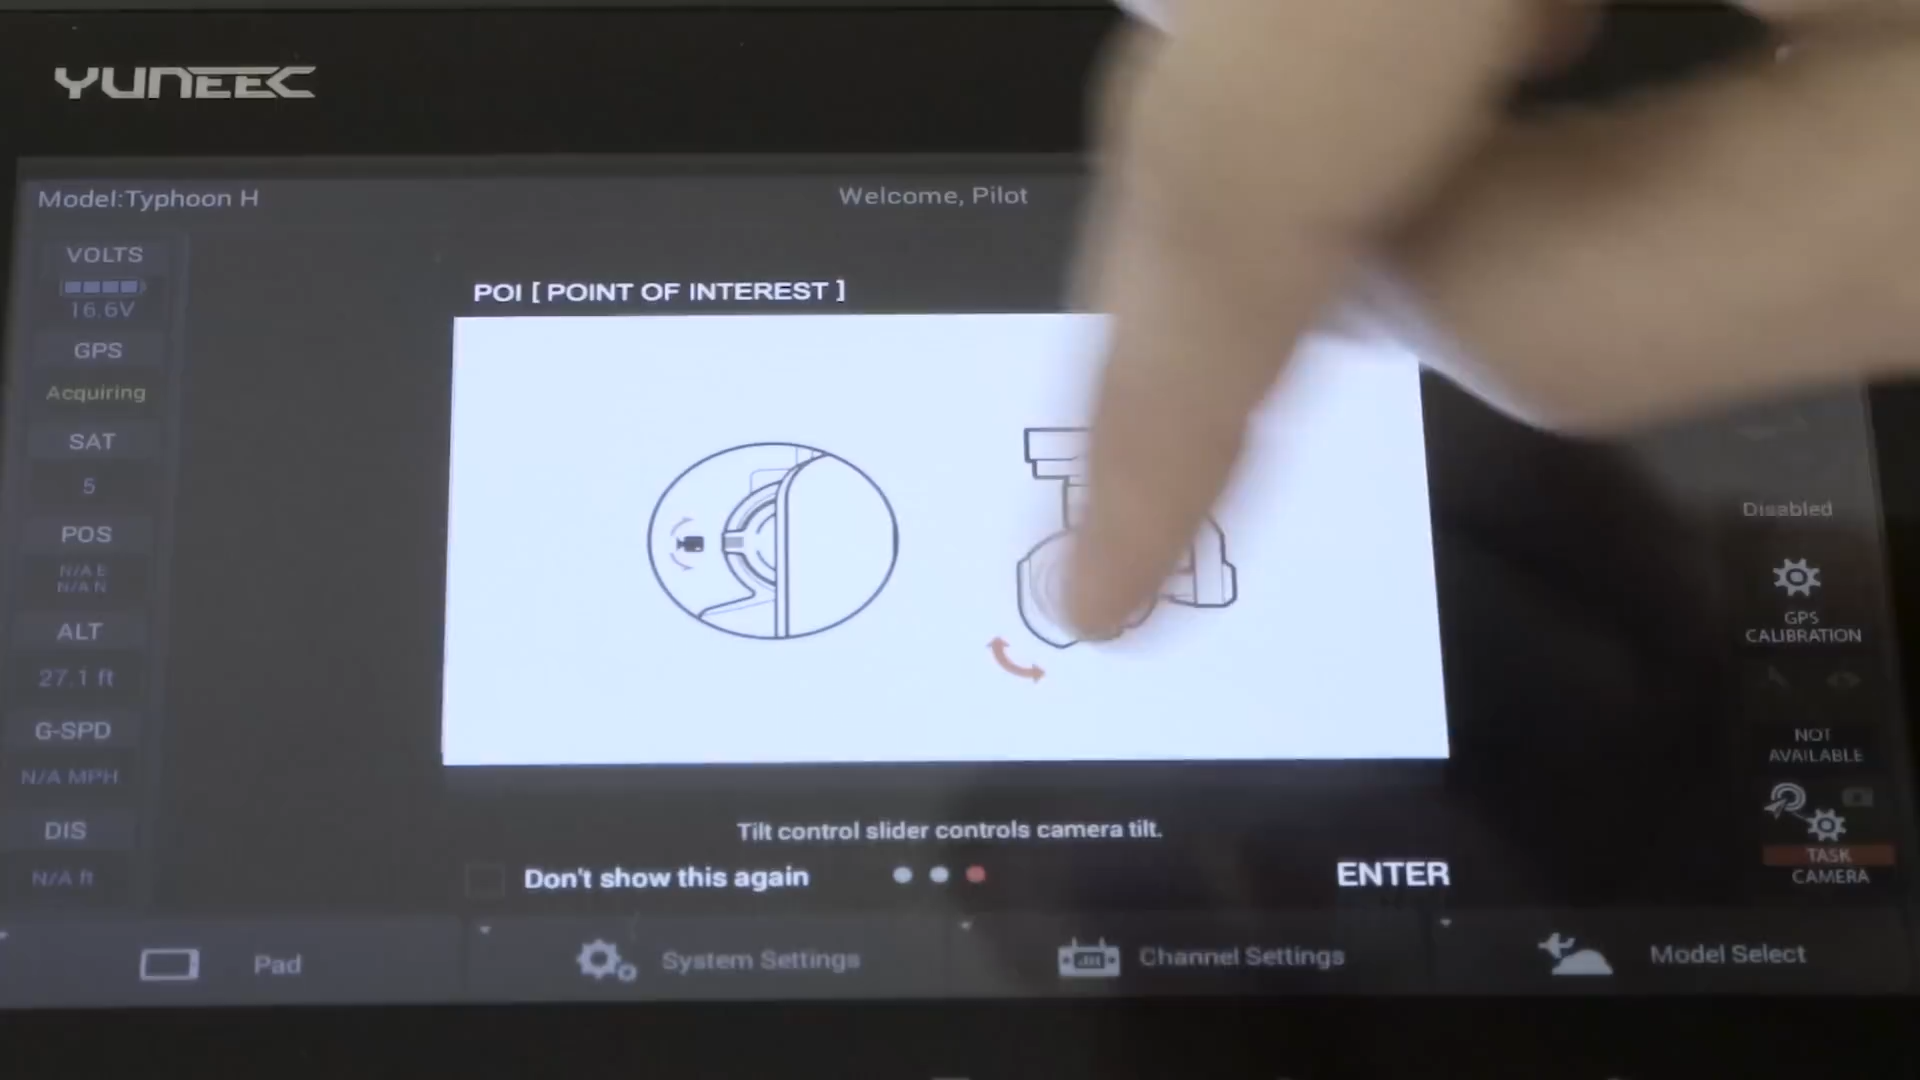 YUNEEC
Model:Typhoon H
Welcome, Pilot
VOLTS
16.6V
GPS
Acquiring
SAT
5
POS
N/A E
N/A N
ALT
27.1 ft
G-SPD
N/A MPH
DIS
N/A ft
POI [ POINT OF INTEREST ]
Tilt control slider controls camera tilt.
Don't show this again
ENTER
Disabled
GPS
CALIBRATION
NOT
AVAILABLE
TASK
CAMERA
Pad
System Settings
Channel Settings
Model Select